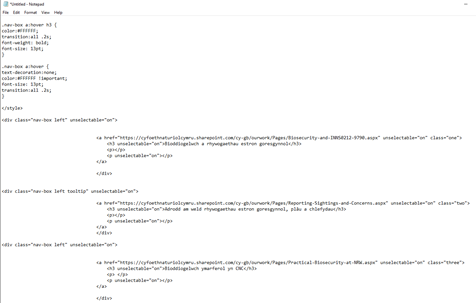 *Untitled - Notepad
File Edit Format View Help
.nav-box a:hover h3 {
color:#FFFFFF;
transition:all .2s;
font-weight: bold;
font-size: 13pt;
}
.nav-box a:hover {
text-decoration:none;
color:#FFFFFF !important;
font-size: 13pt;
transition:all .2s;
}
</style>
<div class="nav-box left" unselectable="on">
<a href="https://cyfoethnaturiolcymru.sharepoint.com/cy-gb/ourwork/Pages/Biosecurity-and-INNS0212-9790.aspx" unselectable="on" class="one">
<h3 unselectable="on">Bioddiogelwch a rhywogaethau estron goresgynnol</h3>
<p></p>
<p unselectable="on"></p>
</a>
</div>
<div class="nav-box left tooltip" unselectable="on">
<a href="https://cyfoethnaturiolcymru.sharepoint.com/cy-gb/ourwork/Pages/Reporting-Sightings-and-Concerns.aspx" unselectable="on" class="two">
<h3 unselectable="on">Adrodd am weld rhywogaethau estron goresgynnol, plâu a chlefydau</h3>
<p></p>
<p unselectable="on"></p>
</a>
</div>
<div class="nav-box left" unselectable="on">
<a href="https://cyfoethnaturiolcymru.sharepoint.com/cy-gb/ourwork/Pages/Practical-Biosecurity-at-NRW.aspx" unselectable="on" class="three">
<h3 unselectable="on">Bioddiogelwch ymarferol yn CNC</h3>
<p> </p>
<p unselectable="on"></p>
</a>
</div>